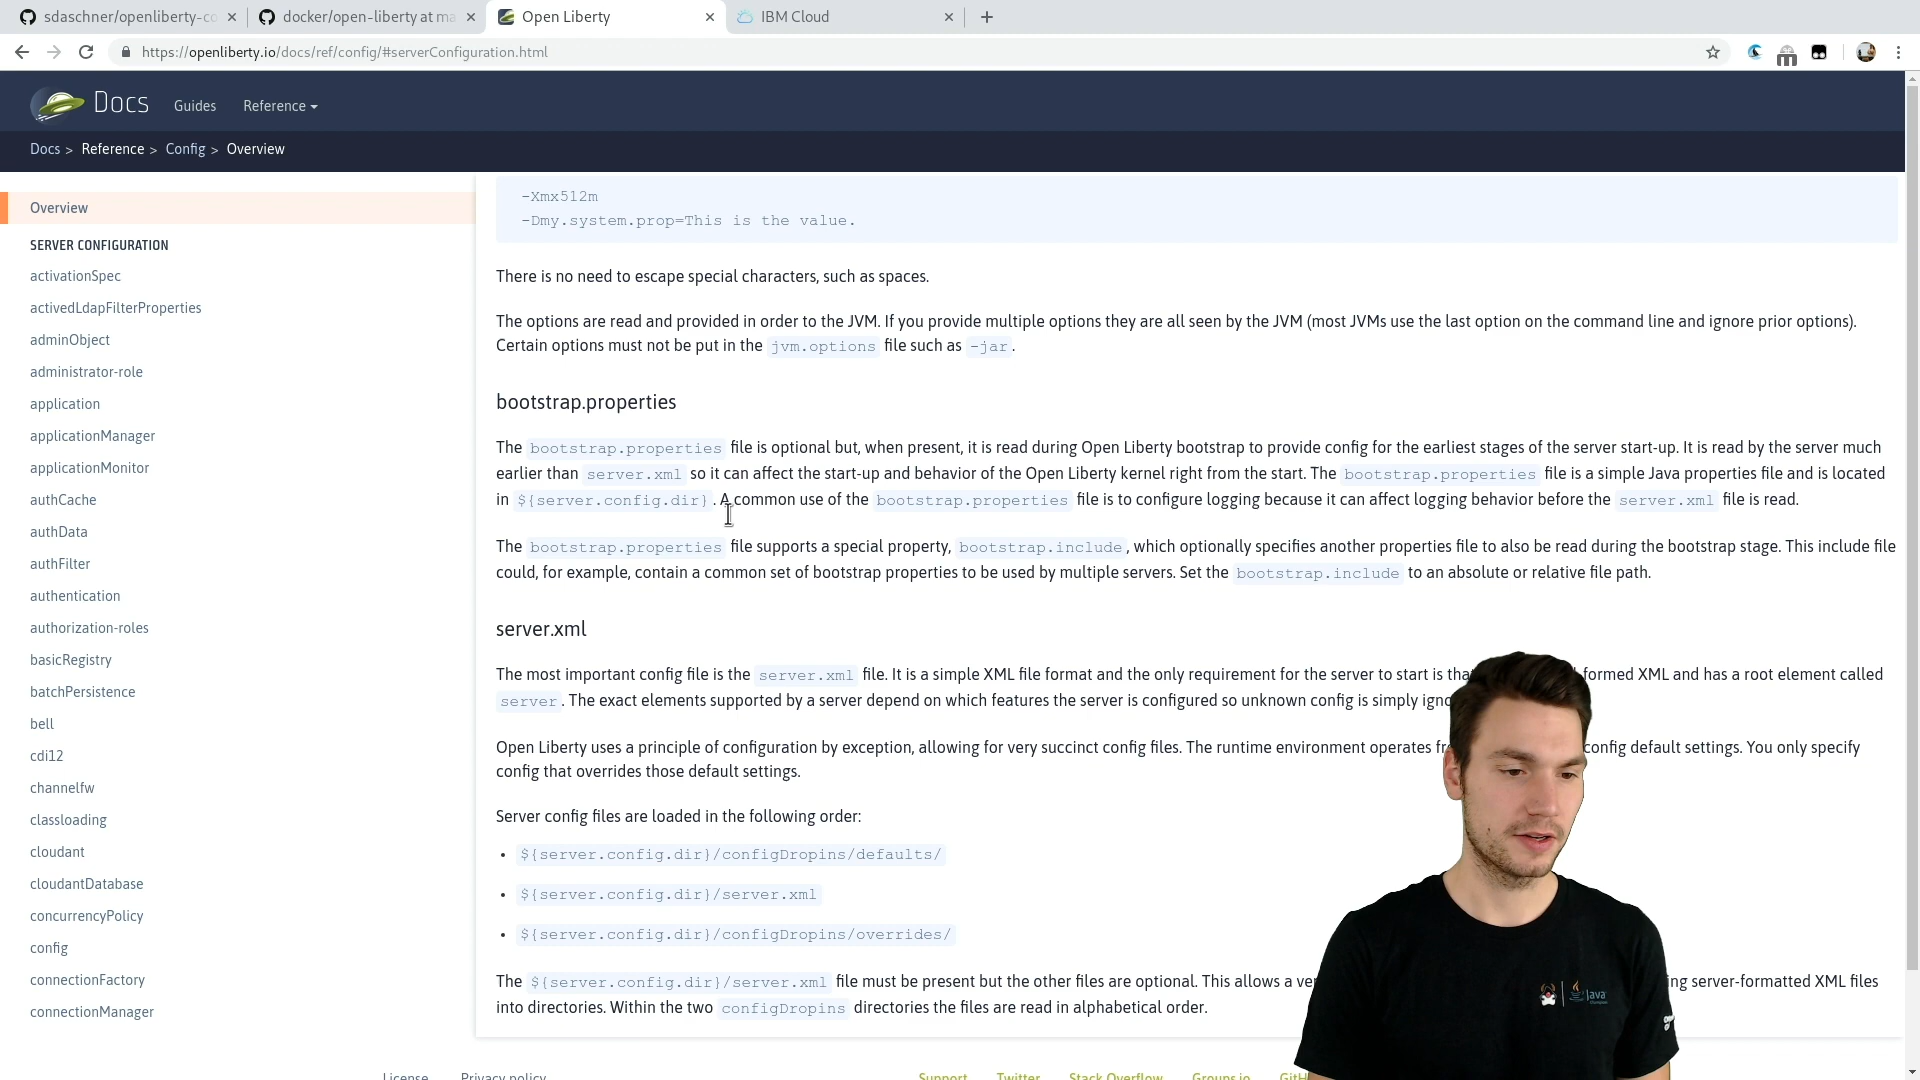 sdaschner/openliberty-co
docker/open-liberty at ma
Open Liberty
IBM Cloud
https://openliberty.io/docs/ref/config/#serverConfiguration.html
Docs Guides Reference
Docs > Reference > Config > Overview
Overview
SERVER CONFIGURATION
activationSpec
activedLdapFilterProperties
adminObject
administrator-role
application
applicationManager
applicationMonitor
authCache
authData
authFilter
authentication
authorization-roles
basicRegistry
batchPersistence
bell
cdi12
channelfw
classloading
cloudant
cloudantDatabase
concurrencyPolicy
config
connectionFactory
connectionManager
-Xmx512m
-Dmy.system.prop=This is the value.
There is no need to escape special characters, such as spaces.
The options are read and provided in order to the JVM. If you provide multiple options they are all seen by the JVM (most JVMs use the last option on the command line and ignore prior options).
Certain options must not be put in the jvm.options file such as -jar.
bootstrap.properties
The bootstrap.properties file is optional but, when present, it is read during Open Liberty bootstrap to provide config for the earliest stages of the server start-up. It is read by the server much
earlier than server.xml so it can affect the start-up and behavior of the Open Liberty kernel right from the start. The bootstrap.properties file is a simple Java properties file and is located
in ${server.config.dir}. A common use of the bootstrap.properties file is to configure logging because it can affect logging behavior before the server.xml file is read.
The bootstrap.properties file supports a special property, bootstrap.include, which optionally specifies another properties file to also be read during the bootstrap stage. This include file
could, for example, contain a common set of bootstrap properties to be used by multiple servers. Set the bootstrap.include to an absolute or relative file path.
server.xml
The most important config file is the server.xml file. It is a simple XML file format and the only requirement for the server to start is tha formed XML and has a root element called
server. The exact elements supported by a server depend on which features the server is configured so unknown config is simply igno
Open Liberty uses a principle of configuration by exception, allowing for very succinct config files. The runtime environment operates fr config default settings. You only specify
config that overrides those default settings.
Server config files are loaded in the following order:
• ${server.config.dir}/configDropins/defaults/
• ${server.config.dir}/server.xml
• ${server.config.dir}/configDropins/overrides/
The ${server.config.dir}/server.xml file must be present but the other files are optional. This allows a ve ing server-formatted XML files
into directories. Within the two configDropins directories the files are read in alphabetical order.
Java
License Privacy policy Support Twitter Stack Overflow Groups.io GitH